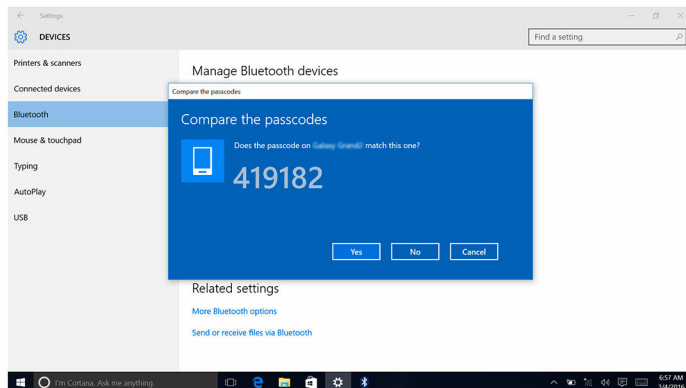 Settings
DEVICES
Find a setting
Printers & scanners
Connected devices
Bluetooth
Mouse & touchpad
Typing
AutoPlay
USB
Manage Bluetooth devices
Compare the passcodes
Compare the passcodes
Does the passcode on Galaxy Grand2 match this one?
419182
Yes No Cancel
Related settings
More Bluetooth options
Send or receive files via Bluetooth
I'm Cortana. Ask me anything.
6:57 AM
3/4/2016